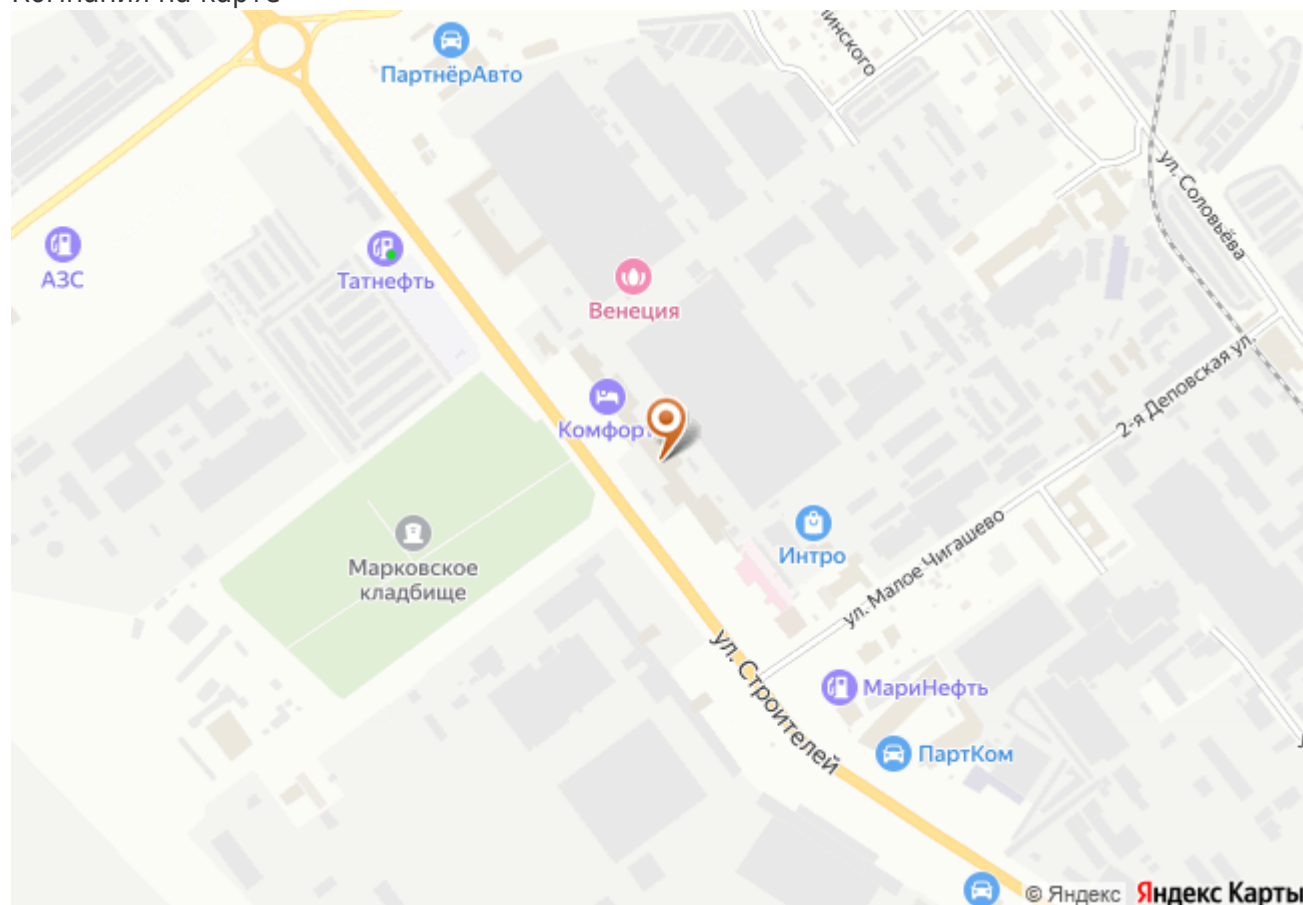 ПартнёрАвто
ул. Соловьёва
АЗС
Татнефть
Венеция
2-я Деповская ул.
Комфорт
Марковское
кладбище
Интро
ул. Малое Чигашево
ул. Строителей
МариНефть
ПартКом
© Яндекс Яндекс Карты